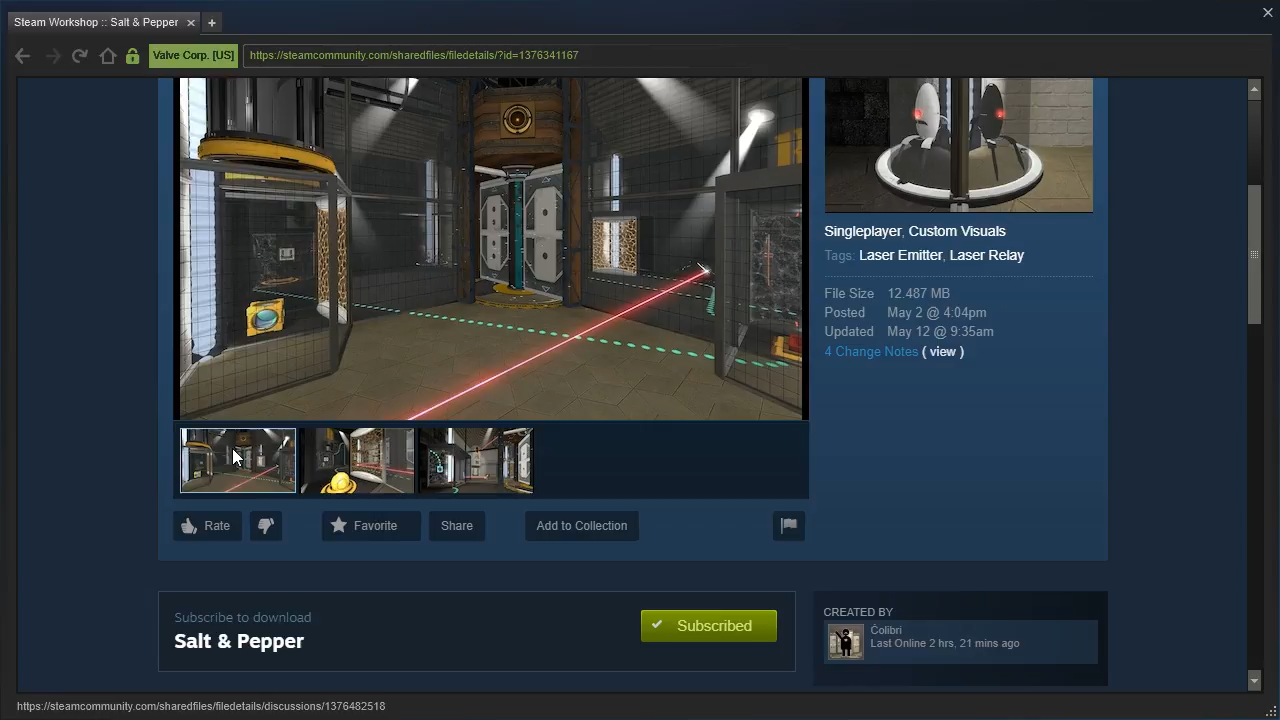 Steam Workshop :: Salt & Pepper
Valve Corp. [US]
https://steamcommunity.com/sharedfiles/filedetails/?id=1376341167
Singleplayer, Custom Visuals
Tags: Laser Emitter, Laser Relay
File Size 12.487 MB
Posted May 2 @ 4:04pm
Updated May 12 @ 9:35am
4 Change Notes ( view )
Rate
Favorite
Share
Add to Collection
Subscribe to download
Salt & Pepper
Subscribed
CREATED BY
Ĉolibri
Last Online 2 hrs, 21 mins ago
https://steamcommunity.com/sharedfiles/filedetails/discussions/1376482518